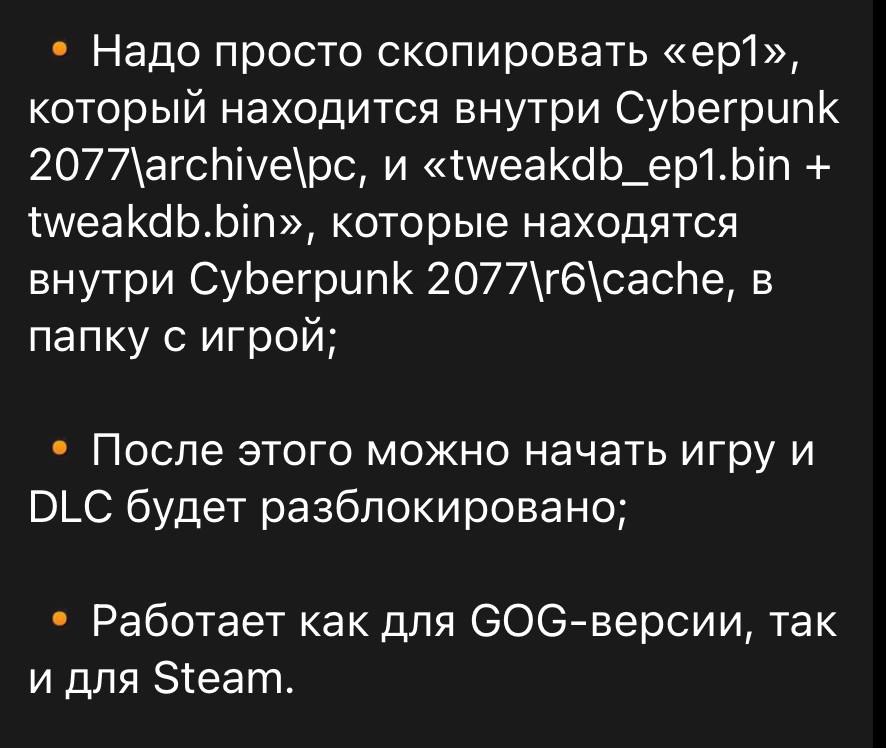 • Надо просто скопировать «ep1»,
который находится внутри Cyberpunk
2077\archive\pc, и «tweakdb_ep1.bin +
tweakdb.bin», которые находятся
внутри Cyberpunk 2077\r6\cache, в
папку с игрой;
• После этого можно начать игру и
DLC будет разблокировано;
• Работает как для GOG-версии, так
и для Steam.